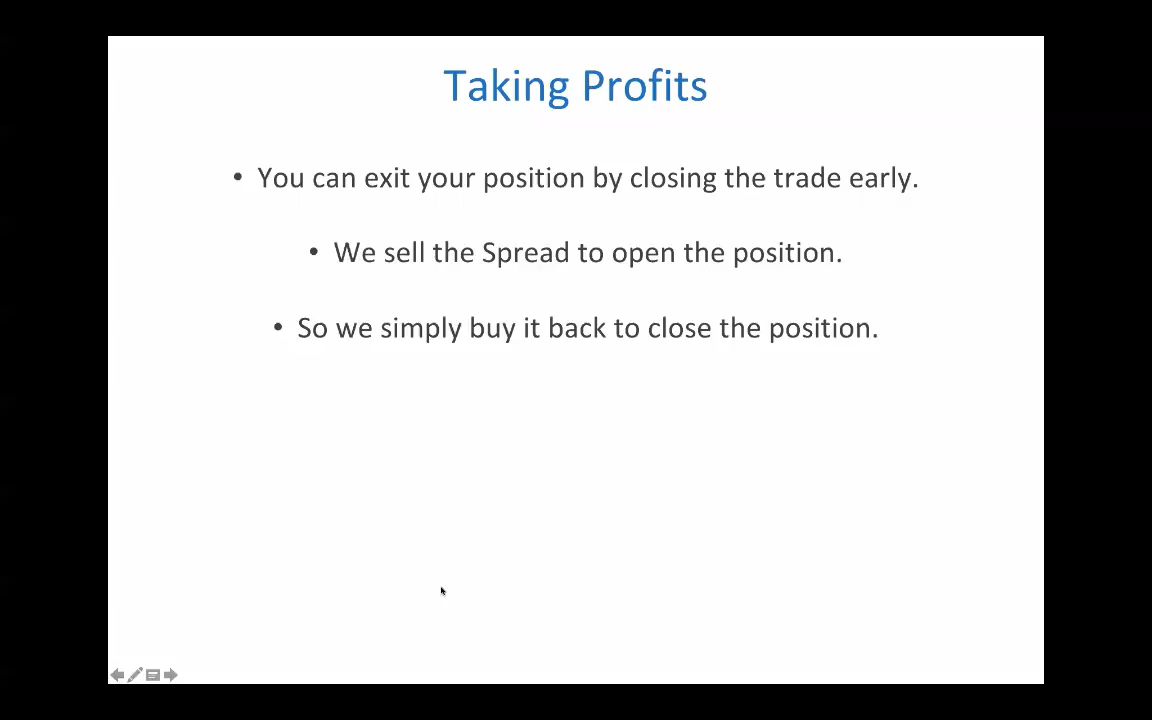 Taking Profits
• You can exit your position by closing the trade early.
• We sell the Spread to open the position.
• So we simply buy it back to close the position.